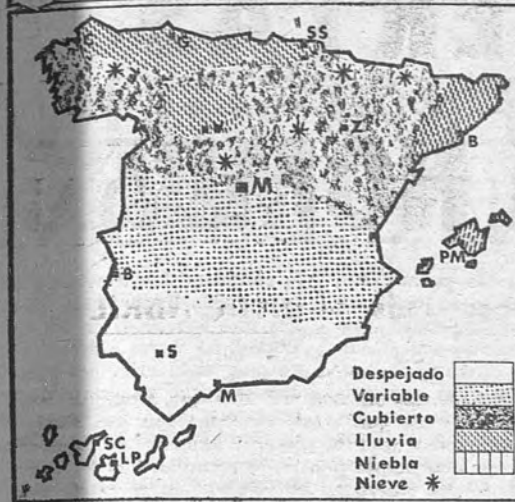 C
G
SS
V
Z
B
M
PM
B
S
M
SC
LP
Despejado
Variable
Cubierto
Lluvia
Niebla
Nieve